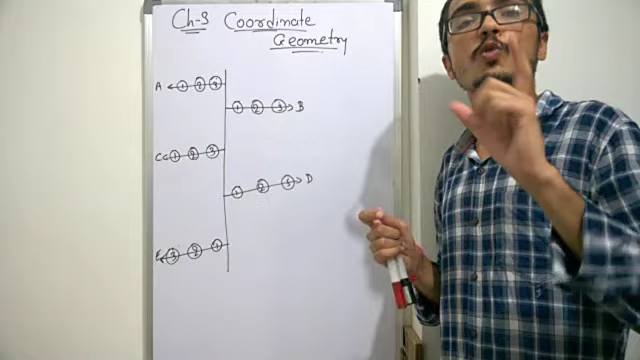 Ch-3 Coordinate
Geometry
A ① ② ③
① ② ③ B
C ① ② ③
① ② ③ D
E ③ ② ①